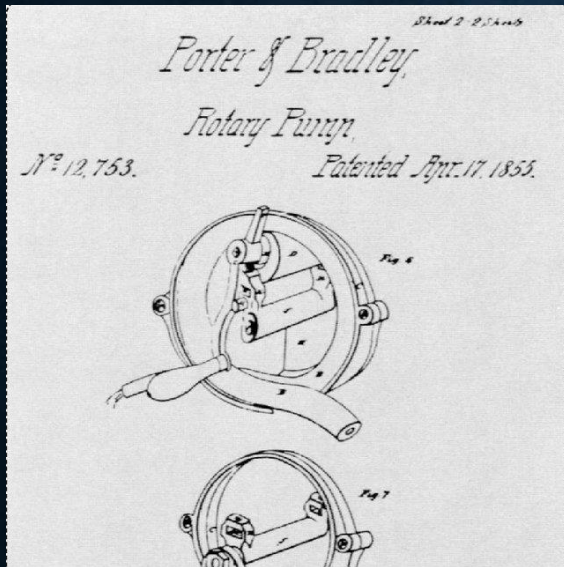 Sheet 2-2 Sheets
Porter & Bradley,
Rotary Pump,
Nº 12,753.
Patented Apr. 17, 1855.
Fig. 6
Fig. 7